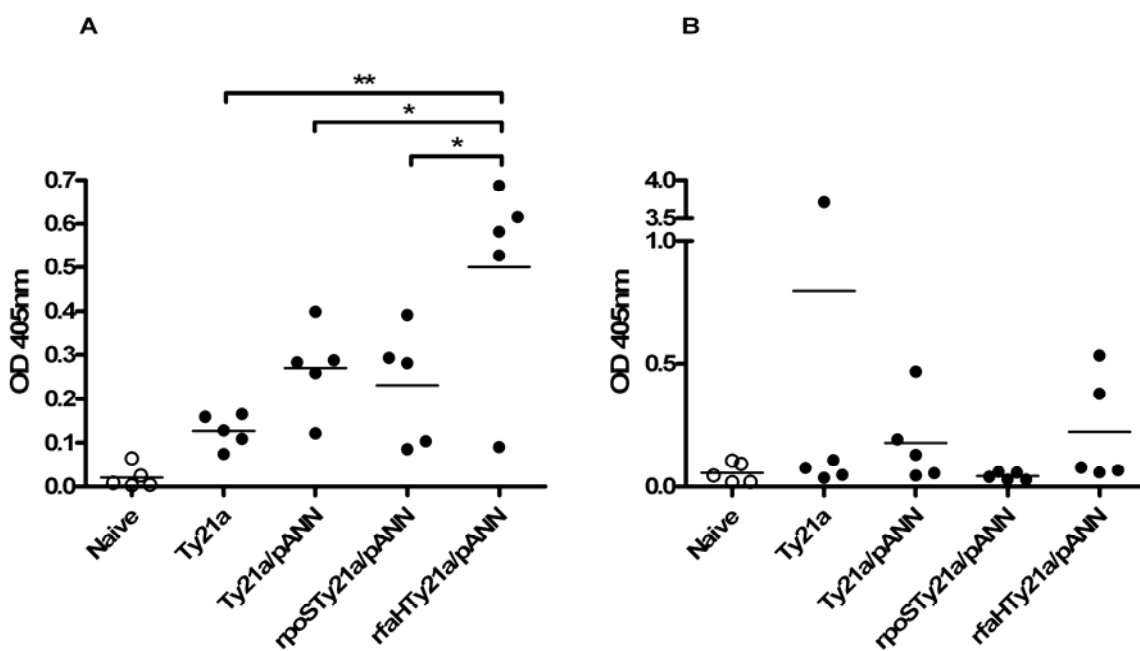 A
B
**
*
*
0.7
0.6
0.5
0.4
0.3
0.2
0.1
0.0
OD 405nm
Naive
Ty21a
Ty21a/pANN
rpoSTy21a/pANN
rfaHTy21a/pANN
4.0
3.5
1.0
0.5
0.0
OD 405nm
Naive
Ty21a
Ty21a/pANN
rpoSTy21a/pANN
rfaHTy21a/pANN